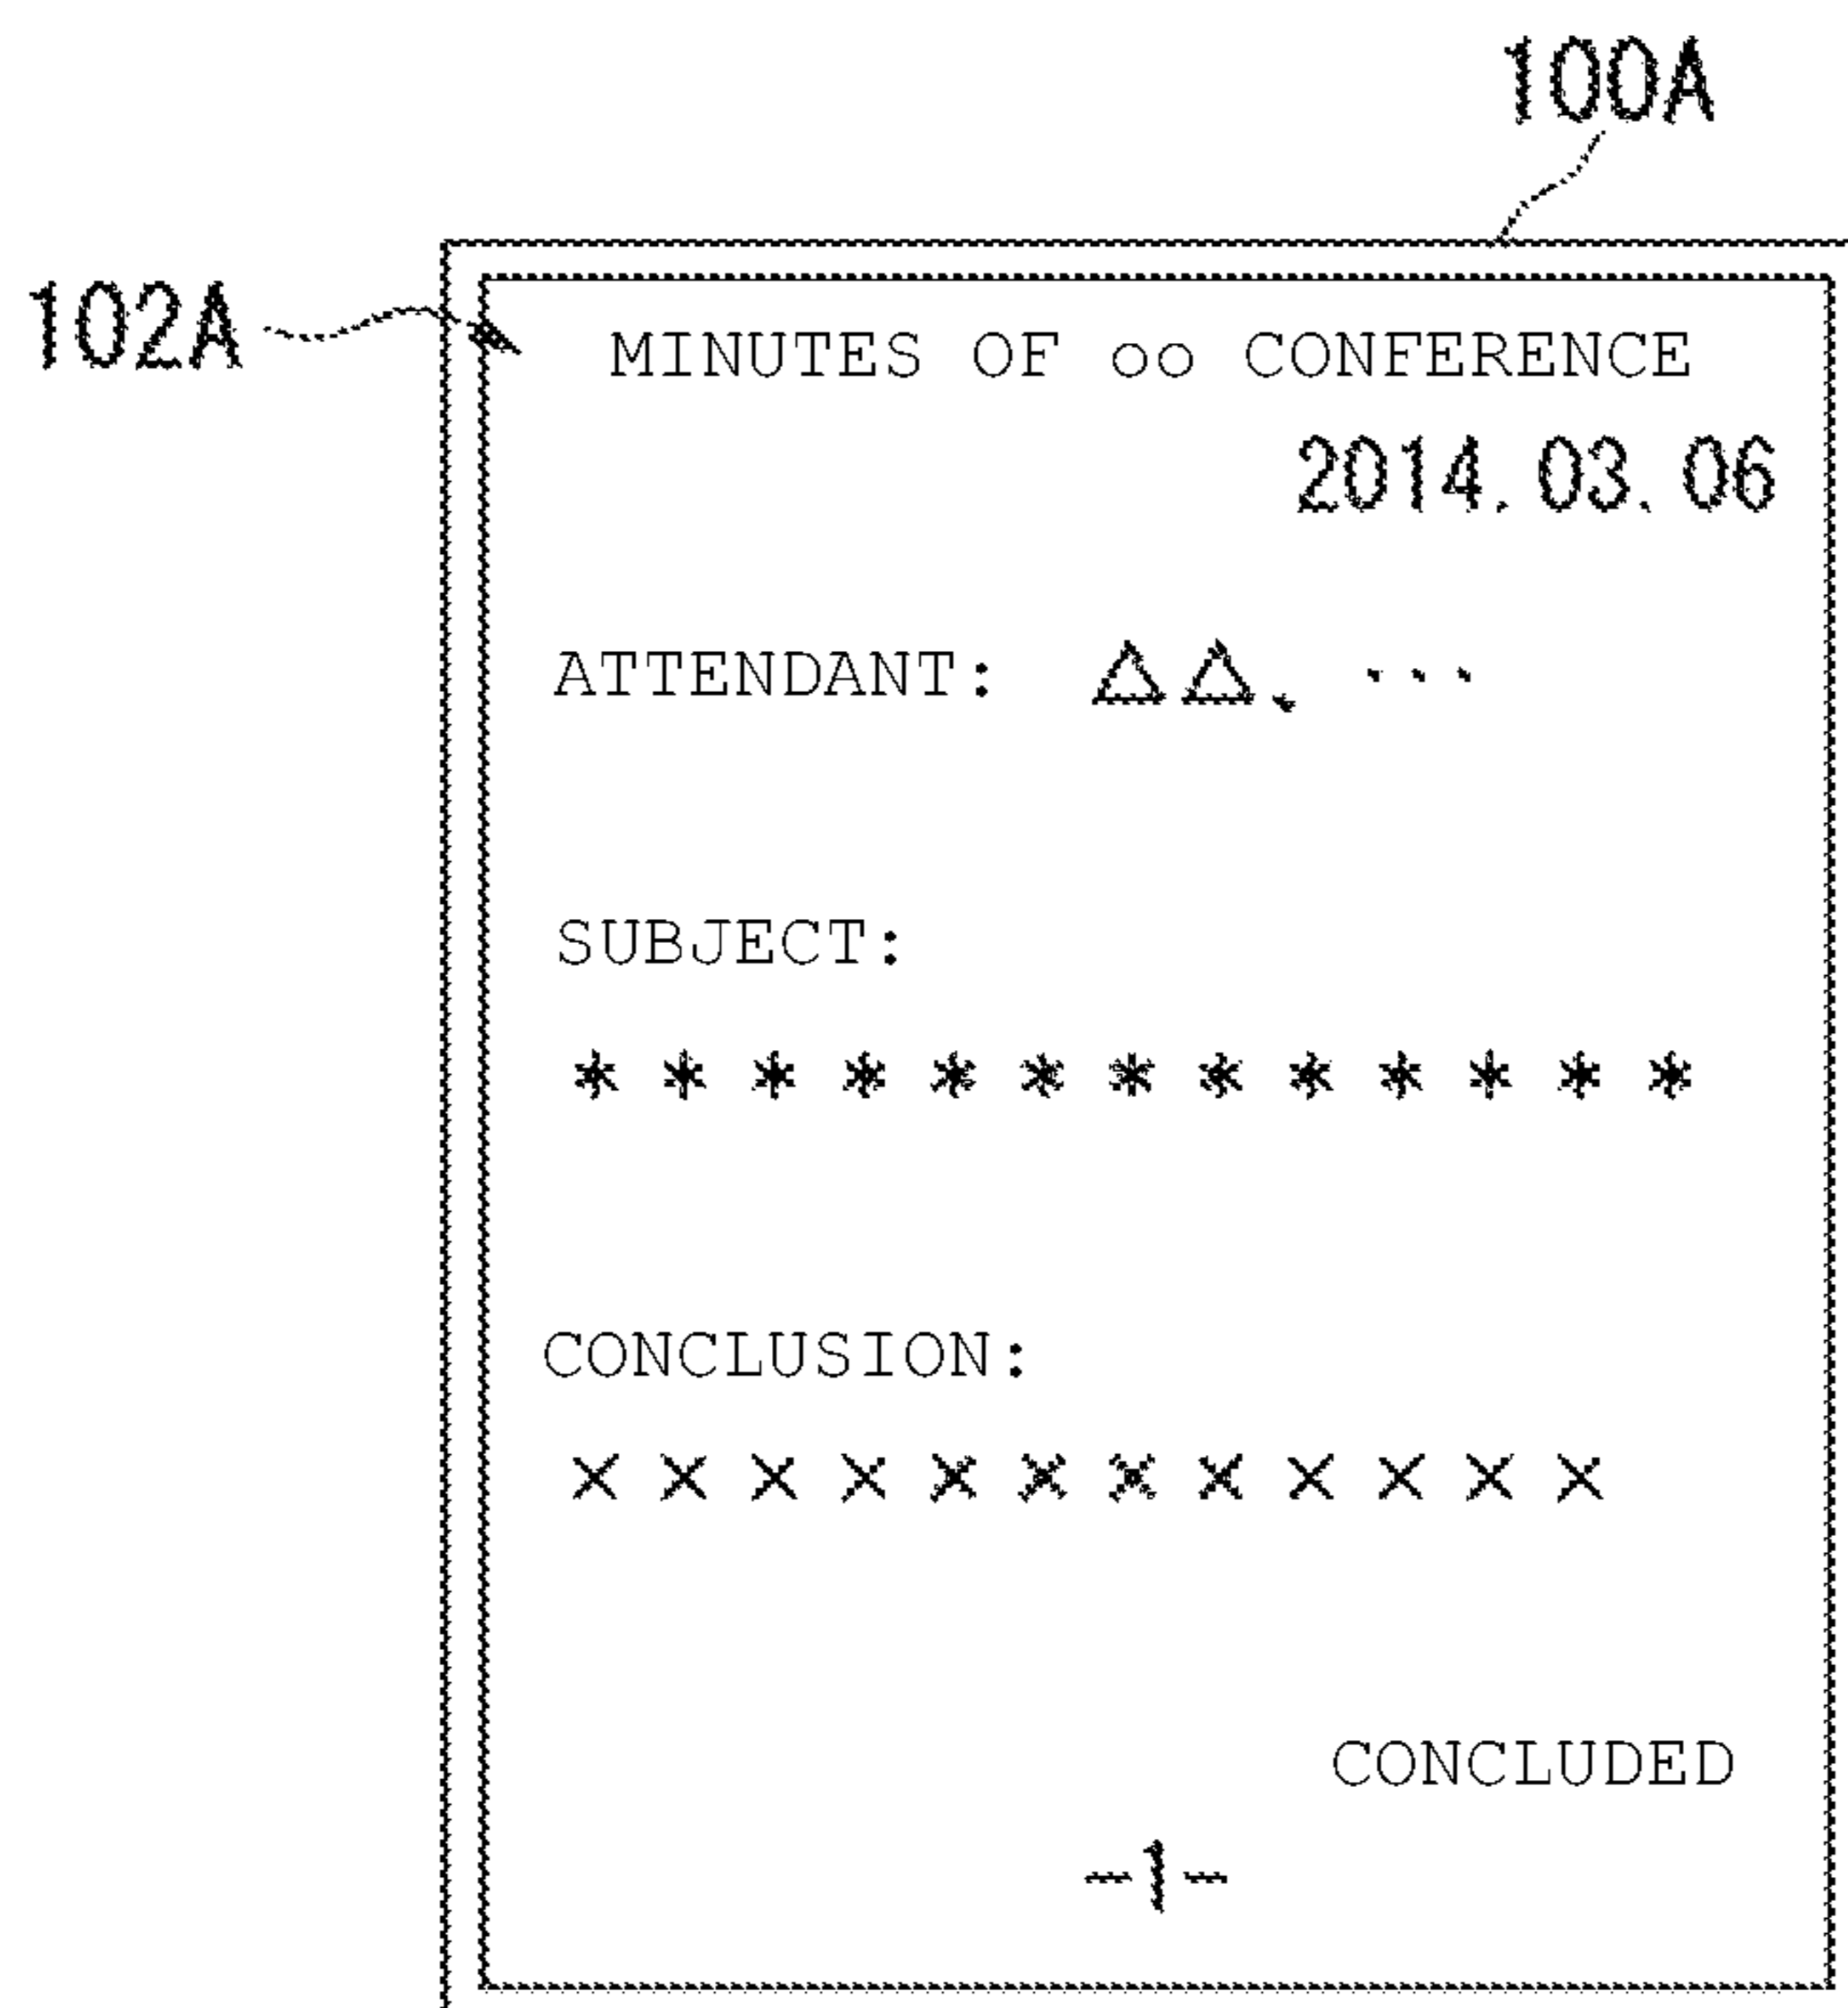 100A
102A
MINUTES OF ○○ CONFERENCE
2014.03.06
ATTENDANT: △△、 ・・・
SUBJECT:
* * * * * * * * * * * * *
CONCLUSION:
× × × × × × × × × × × ×
CONCLUDED
-1-